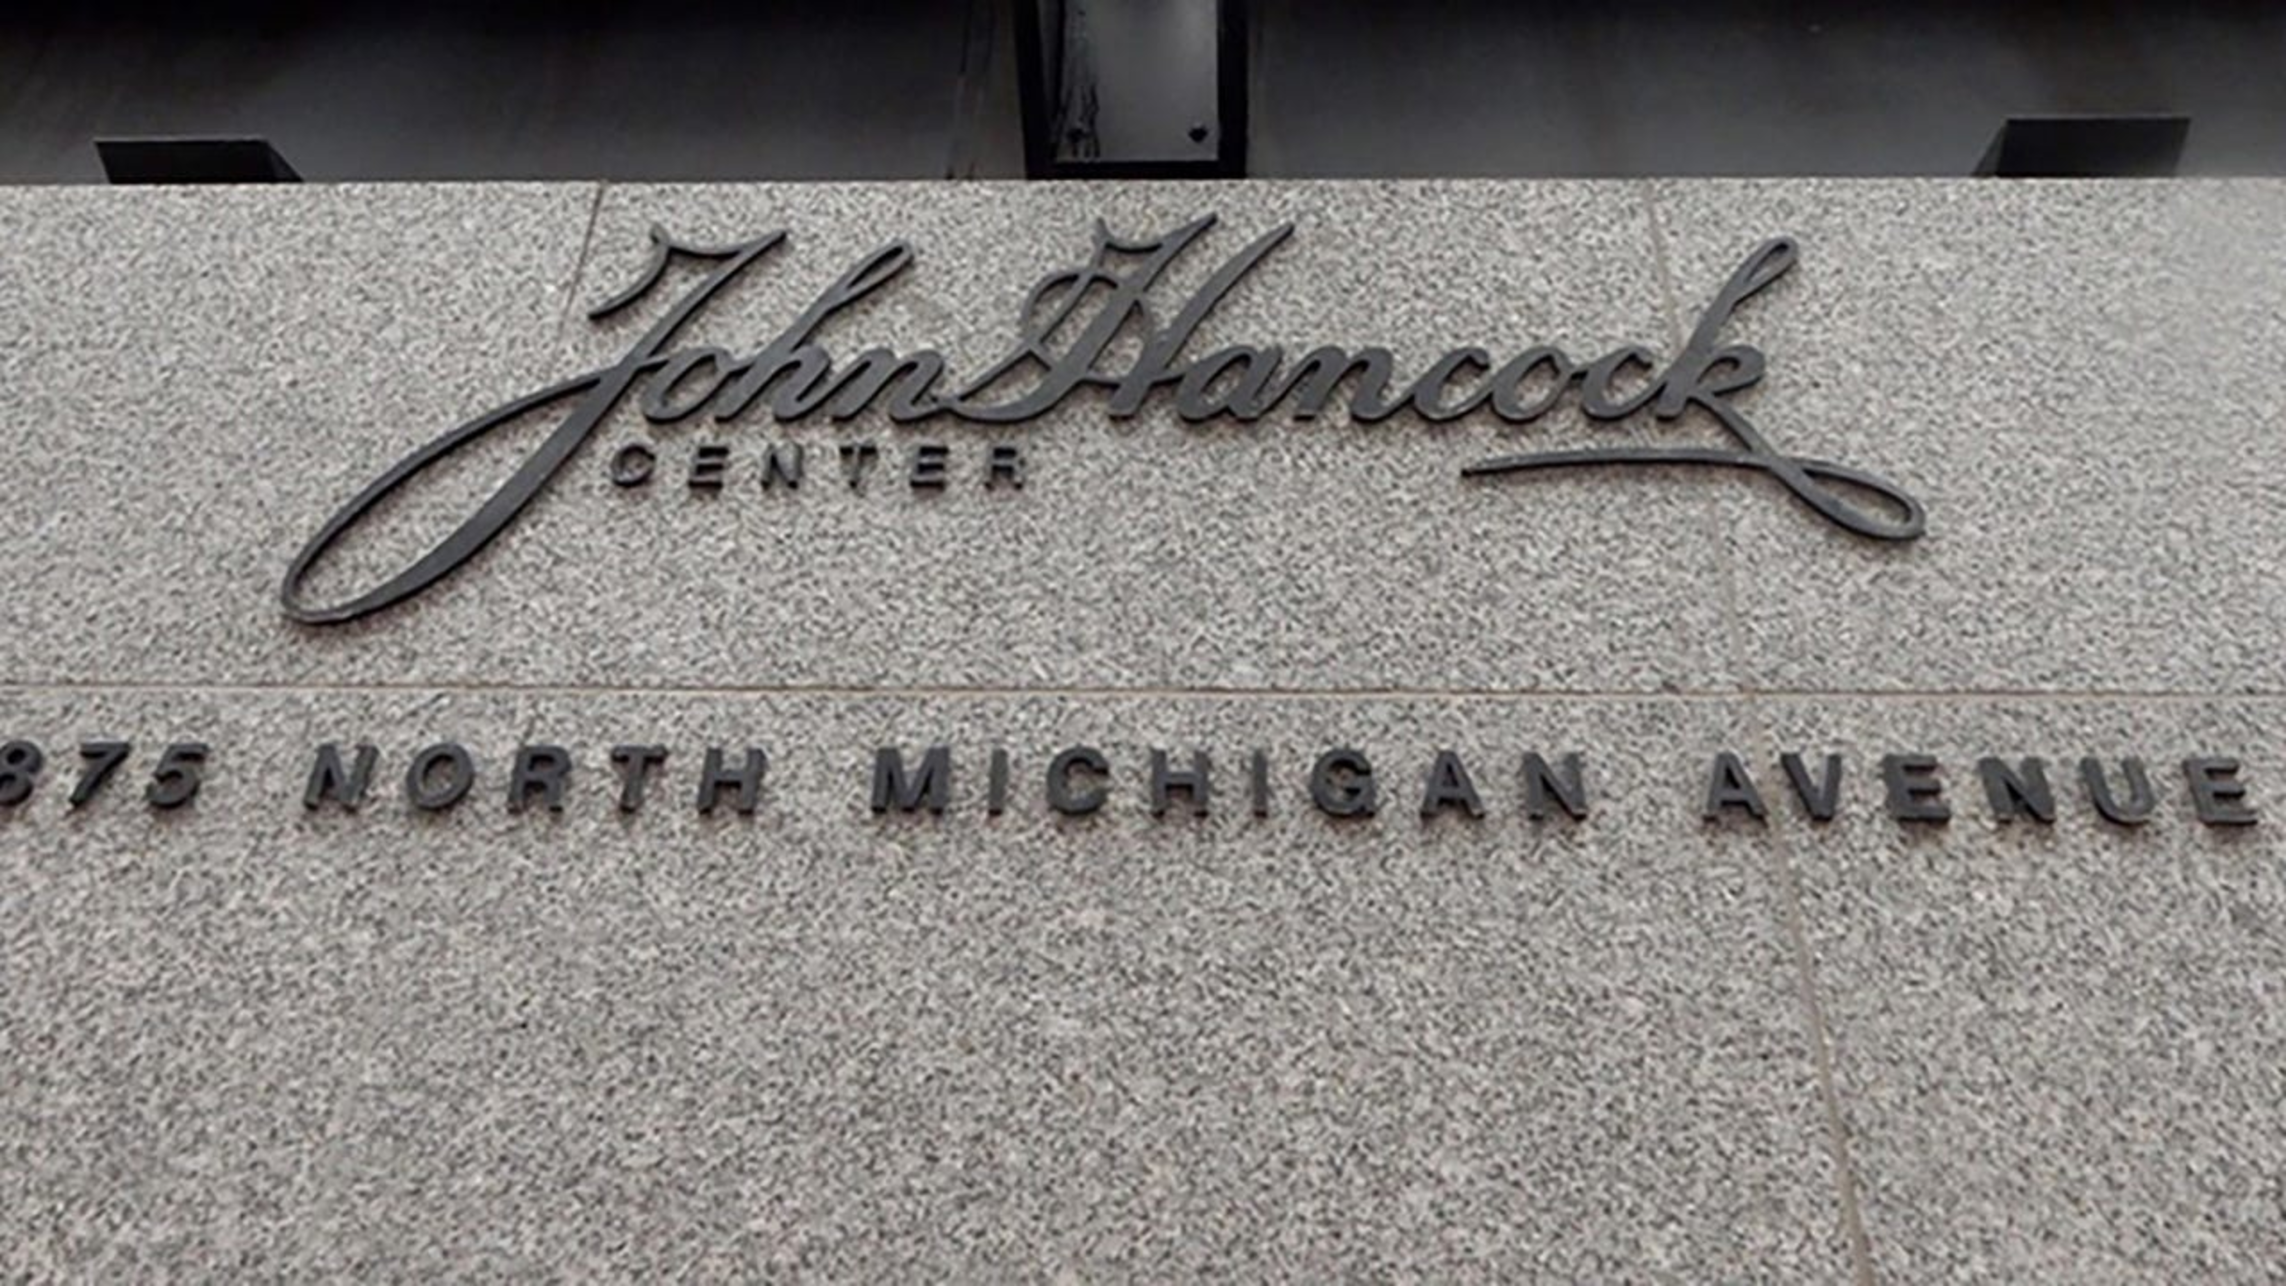 John Hancock
CENTER
875 NORTH MICHIGAN AVENUE